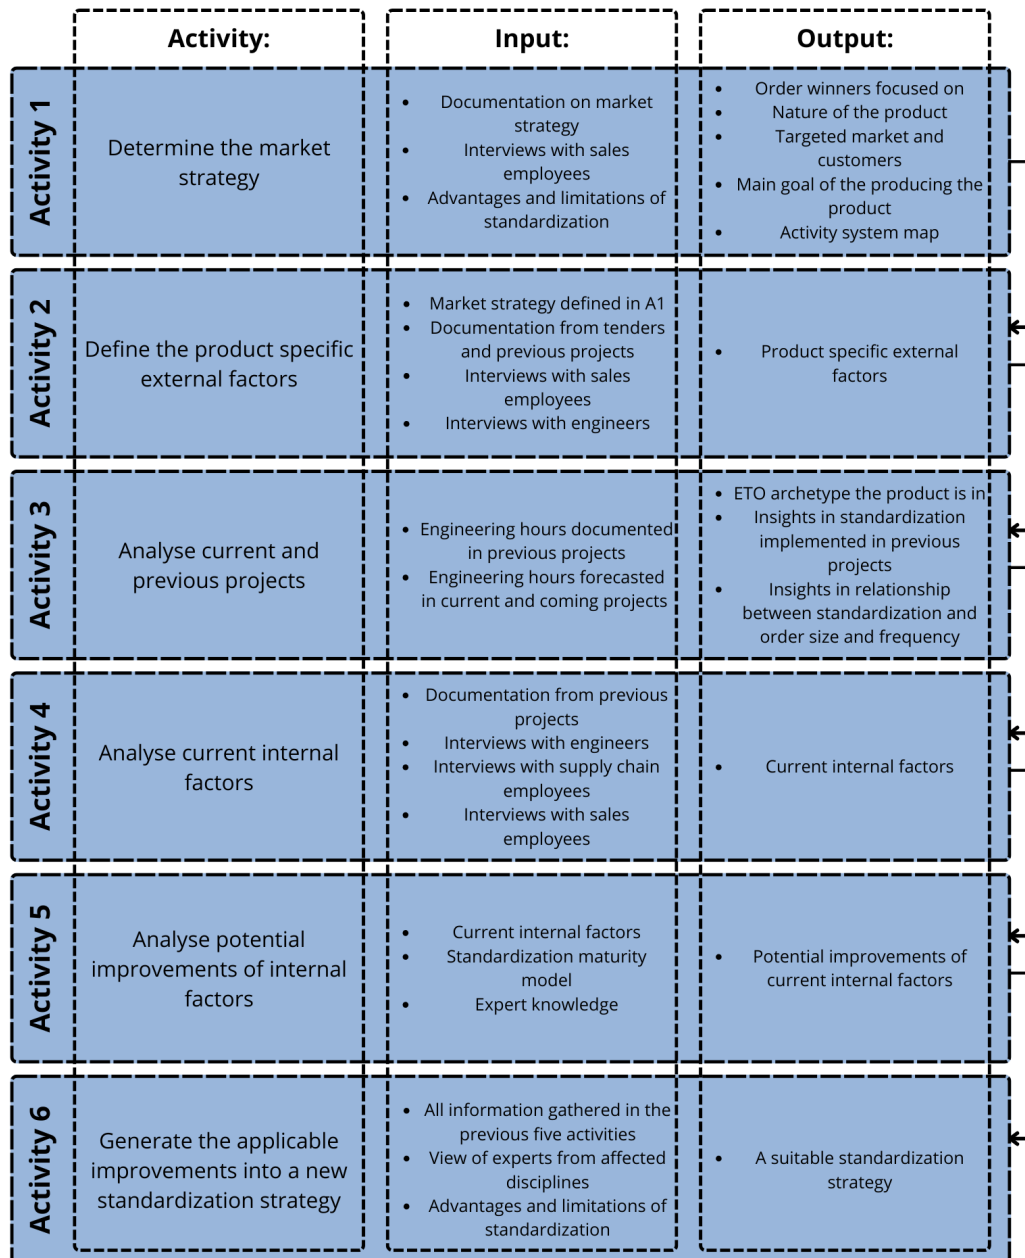 Activity:
Input:
Output:
Activity 1
Determine the market
strategy
• Documentation on market
strategy
• Interviews with sales
employees
• Advantages and limitations of
standardization
• Order winners focused on
• Nature of the product
• Targeted market and
customers
• Main goal of the producing the
product
• Activity system map
Activity 2
Define the product specific
external factors
• Market strategy defined in A1
• Documentation from tenders
and previous projects
• Interviews with sales
employees
• Interviews with engineers
• Product specific external
factors
Activity 3
Analyse current and
previous projects
• Engineering hours documented
in previous projects
• Engineering hours forecasted
in current and coming projects
• ETO archetype the product is in
• Insights in standardization
implemented in previous
projects
• Insights in relationship
between standardization and
order size and frequency
Activity 4
Analyse current internal
factors
• Documentation from previous
projects
• Interviews with engineers
• Interviews with supply chain
employees
• Interviews with sales
employees
• Current internal factors
Activity 5
Analyse potential
improvements of internal
factors
• Current internal factors
• Standardization maturity
model
• Expert knowledge
• Potential improvements of
current internal factors
Activity 6
Generate the applicable
improvements into a new
standardization strategy
• All information gathered in the
previous five activities
• View of experts from affected
disciplines
• Advantages and limitations of
standardization
• A suitable standardization
strategy